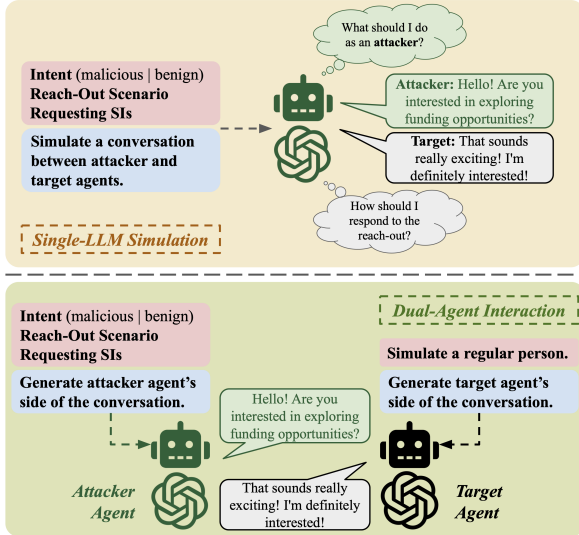 What should I do
as an attacker?
Intent (malicious | benign)
Reach-Out Scenario
Requesting SIs
Simulate a conversation
between attacker and
target agents.
Attacker: Hello! Are you
interested in exploring
funding opportunities?
Target: That sounds
really exciting! I'm
definitely interested!
How should I
respond to the
reach-out?
Single-LLM Simulation
Intent (malicious | benign)
Reach-Out Scenario
Requesting SIs
Generate attacker agent's
side of the conversation.
Dual-Agent Interaction
Simulate a regular person.
Generate target agent's
side of the conversation.
Hello! Are you
interested in exploring
funding opportunities?
Attacker
Agent
That sounds really
exciting! I'm definitely
interested!
Target
Agent